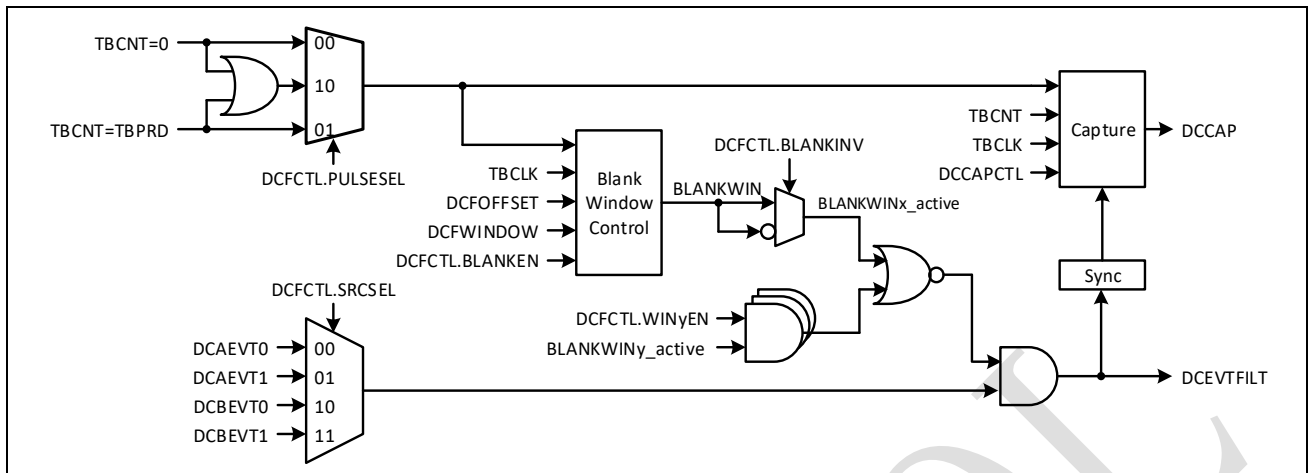 TBCNT=0
00
10
TBCNT=TBPRD
01
DCFCTL.PULSESEL
TBCNT
TBCLK
DCCAPCTL
Capture
DCCAP
TBCLK
DCFOFFSET
DCFWINDOW
DCFCTL.BLANKEN
Blank
Window
Control
DCFCTL.BLANKINV
BLANKWIN
BLANKWINx_active
DCFCTL.WINyEN
BLANKWINy_active
Sync
DCFCTL.SRCSEL
DCAEVT0
00
DCAEVT1
01
DCBEVT0
10
DCBEVT1
11
DCEVTFILT